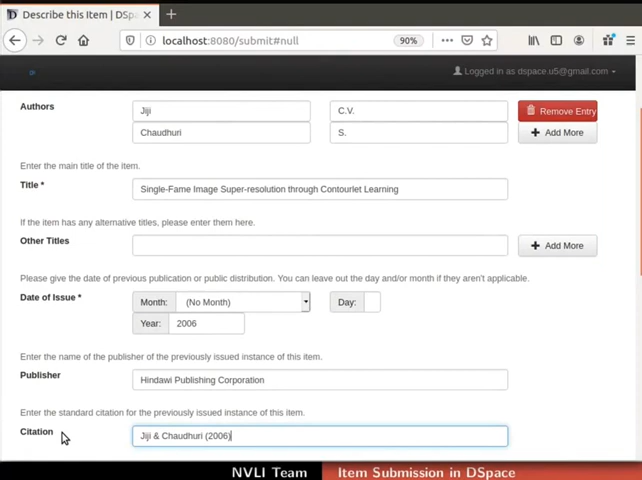 Describe this Item | DSpa
localhost:8080/submit#null
90%
Logged in as dspace.u5@gmail.com
Authors
Jiji
C.V.
Remove Entry
Chaudhuri
S.
Add More
Enter the main title of the item.
Title *
Single-Fame Image Super-resolution through Contourlet Learning
If the item has any alternative titles, please enter them here.
Other Titles
Add More
Please give the date of previous publication or public distribution. You can leave out the day and/or month if they aren't applicable.
Date of Issue *
Month:
(No Month)
Day:
Year:
2006
Enter the name of the publisher of the previously issued instance of this item.
Publisher
Hindawi Publishing Corporation
Enter the standard citation for the previously issued instance of this item.
Citation
Jiji & Chaudhuri (2006)
NVLI Team
Item Submission in DSpace